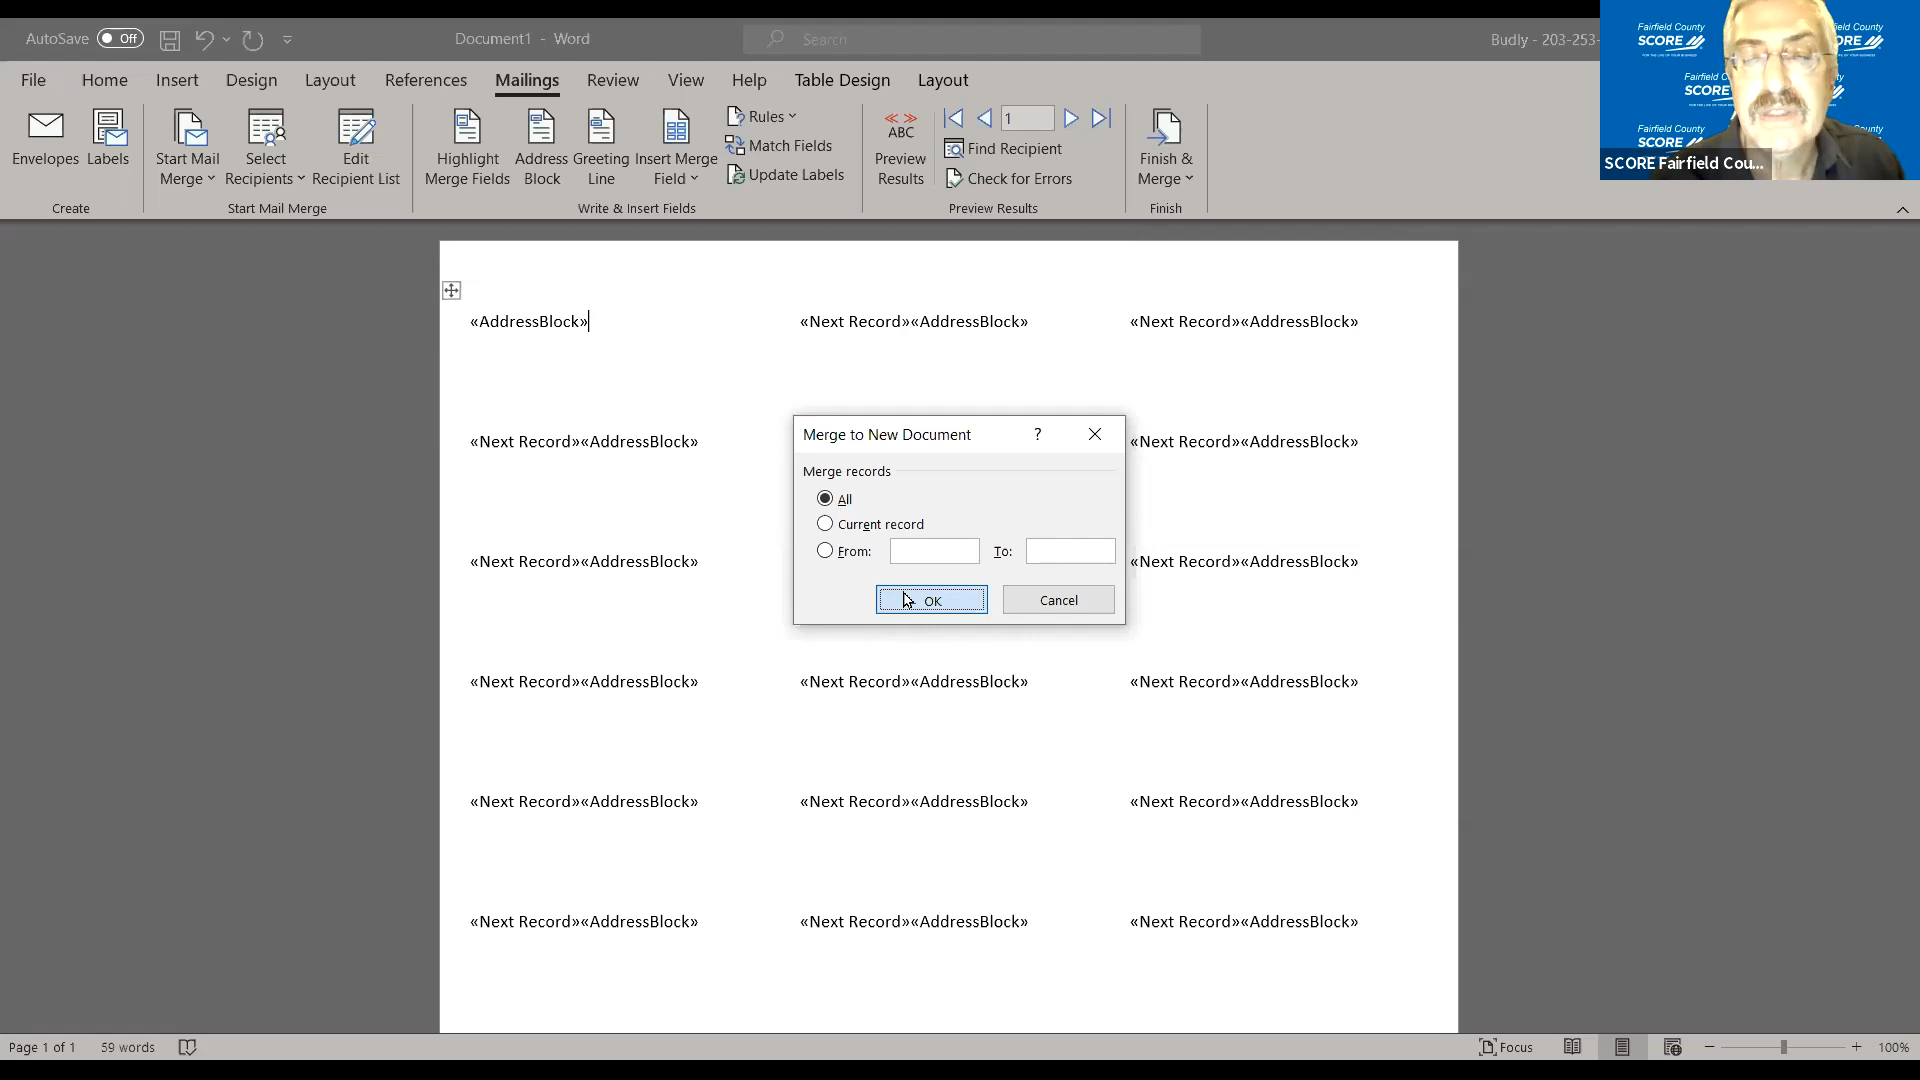 AutoSave Off Document1 - Word Search Budly - 203-253-
File Home Insert Design Layout References Mailings Review View Help Table Design Layout
Envelopes
Labels
Create
Start Mail
Merge
Select
Recipients
Edit
Recipient List
Start Mail Merge
Highlight
Merge Fields
Address
Block
Greeting
Line
Insert Merge
Field
Rules
Match Fields
Update Labels
Write & Insert Fields
ABC
Preview
Results
1
Find Recipient
Check for Errors
Preview Results
Finish &
Merge
Finish
Fairfield County
SCORE
Fairfield County
SCORE
Fairfield County
SCORE
SCORE Fairfield Cou...
«AddressBlock» «Next Record»«AddressBlock» «Next Record»«AddressBlock»
«Next Record»«AddressBlock» «Next Record»«AddressBlock»
«Next Record»«AddressBlock» «Next Record»«AddressBlock»
«Next Record»«AddressBlock» «Next Record»«AddressBlock» «Next Record»«AddressBlock»
«Next Record»«AddressBlock» «Next Record»«AddressBlock» «Next Record»«AddressBlock»
«Next Record»«AddressBlock» «Next Record»«AddressBlock» «Next Record»«AddressBlock»
Merge to New Document ?
Merge records
All
Current record
From: To:
OK Cancel
Page 1 of 1 59 words Focus 100%